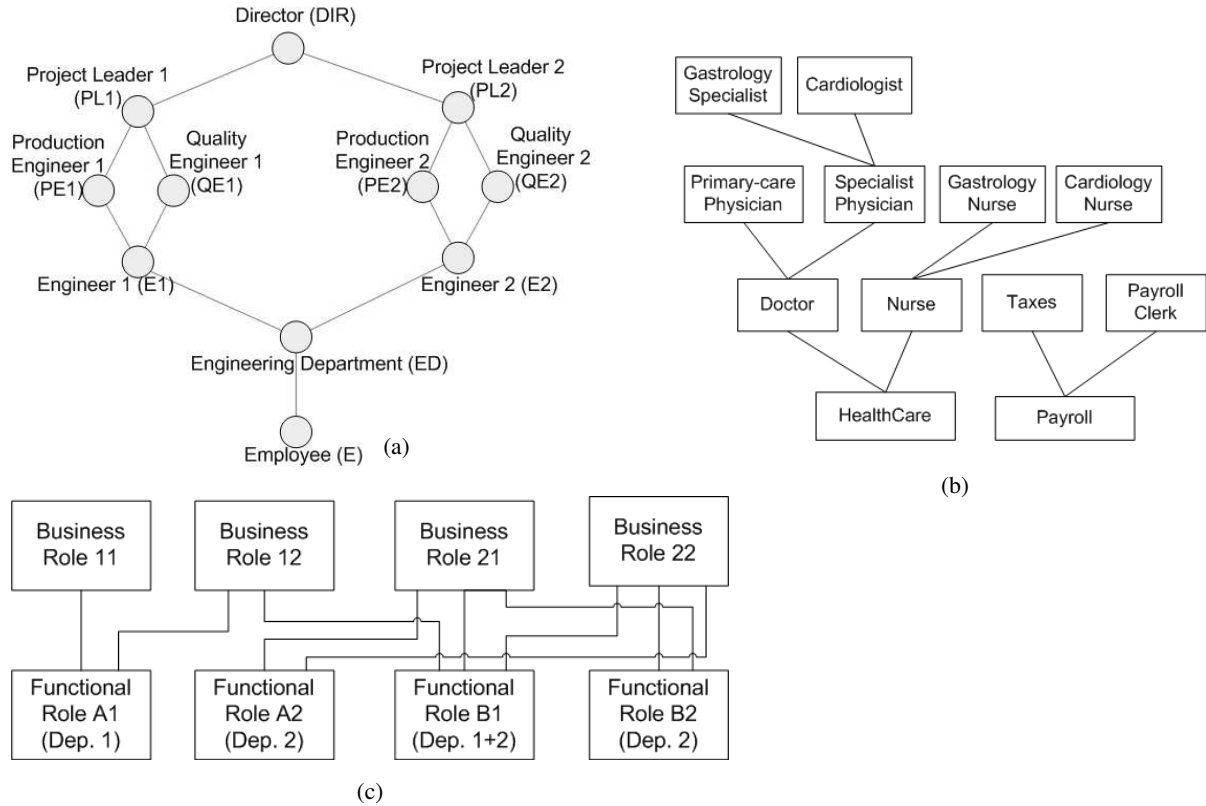 Director (DIR)
Project Leader 1
(PL1)
Project Leader 2
(PL2)
Production
Engineer 1
(PE1)
Quality
Engineer 1
(QE1)
Production
Engineer 2
(PE2)
Quality
Engineer 2
(QE2)
Engineer 1 (E1)
Engineer 2 (E2)
Engineering Department (ED)
Employee (E)
(a)
Gastrology
Specialist
Cardiologist
Primary-care
Physician
Specialist
Physician
Gastrology
Nurse
Cardiology
Nurse
Doctor
Nurse
Taxes
Payroll
Clerk
HealthCare
Payroll
(b)
Business
Role 11
Business
Role 12
Business
Role 21
Business
Role 22
Functional
Role A1
(Dep. 1)
Functional
Role A2
(Dep. 2)
Functional
Role B1
(Dep. 1+2)
Functional
Role B2
(Dep. 2)
(c)